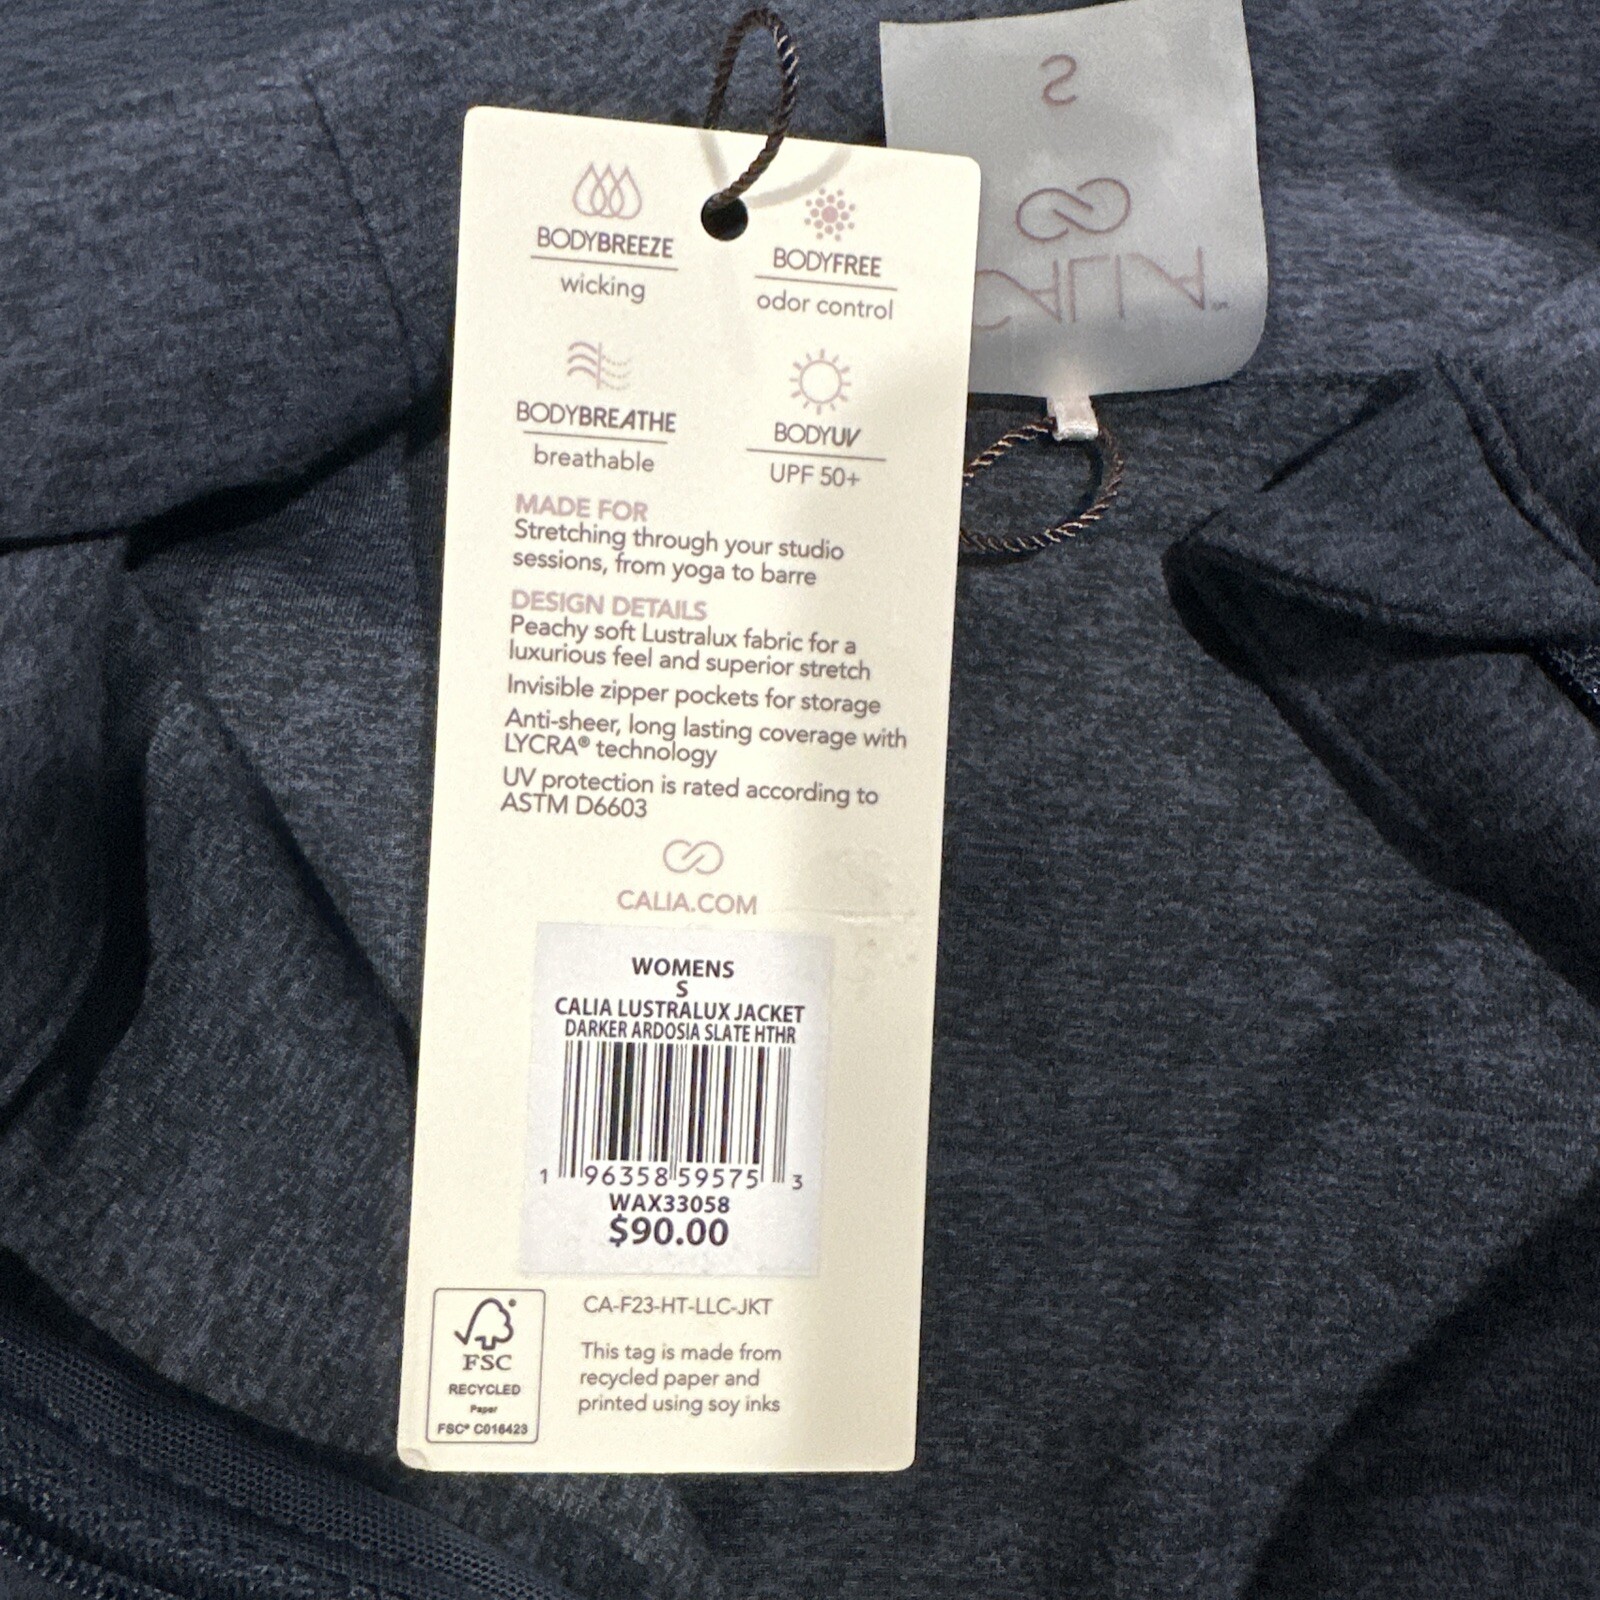 S
CALIA
BODYBREEZE
wicking
BODYFREE
odor control
BODYBREATHE
breathable
BODYUV
UPF 50+
MADE FOR
Stretching through your studio
sessions, from yoga to barre
DESIGN DETAILS
Peachy soft Lustralux fabric for a
luxurious feel and superior stretch
Invisible zipper pockets for storage
Anti-sheer, long lasting coverage with
LYCRA® technology
UV protection is rated according to
ASTM D6603
CALIA.COM
WOMENS
S
CALIA LUSTRALUX JACKET
DARKER ARDOSIA SLATE HTHR
1 96358 59575 3
WAX33058
$90.00
CA-F23-HT-LLC-JKT
This tag is made from
recycled paper and
printed using soy inks
FSC
RECYCLED
Paper
FSC® C016423